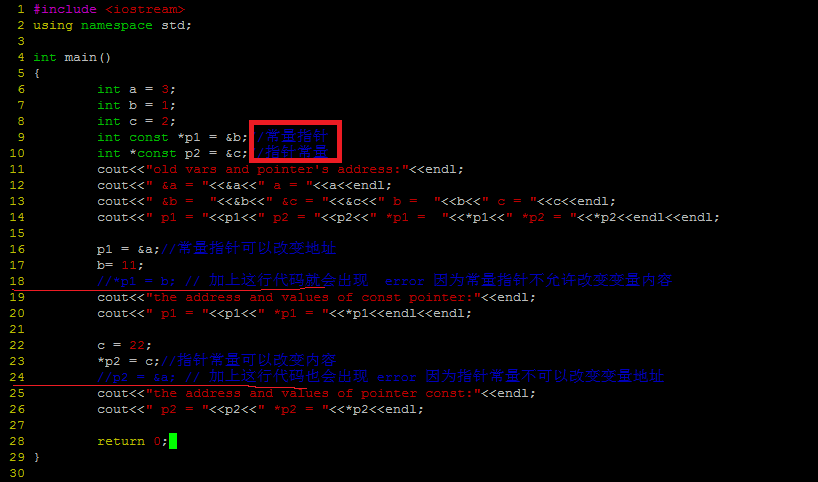 1 #include <iostream>
2 using namespace std;
3
4 int main()
5 {
6 int a = 3;
7 int b = 1;
8 int c = 2;
9 int const *p1 = &b;//常量指针
10 int *const p2 = &c;//指针常量
11 cout<<"old vars and pointer's address:"<<endl;
12 cout<<" &a = "<<&a<<" a = "<<a<<endl;
13 cout<<" &b =  "<<&b<<" &c = "<<&c<<" b =  "<<b<<" c = "<<c<<endl;
14 cout<<" p1 = "<<p1<<" p2 = "<<p2<<" *p1 =  "<<*p1<<" *p2 = "<<*p2<<endl<<endl;
15
16 p1 = &a;//常量指针可以改变地址
17 b= 11;
18 //*p1 = b; // 加上这行代码就会出现  error 因为常量指针不允许改变变量内容
19 cout<<"the address and values of const pointer:"<<endl;
20 cout<<" p1 = "<<p1<<" *p1 = "<<*p1<<endl<<endl;
21
22 c = 22;
23 *p2 = c;//指针常量可以改变内容
24 //p2 = &a; // 加上这行代码也会出现 error 因为指针常量不可以改变变量地址
25 cout<<"the address and values of pointer const:"<<endl;
26 cout<<" p2 = "<<p2<<" *p2 = "<<*p2<<endl;
27
28 return 0;
29 }
30